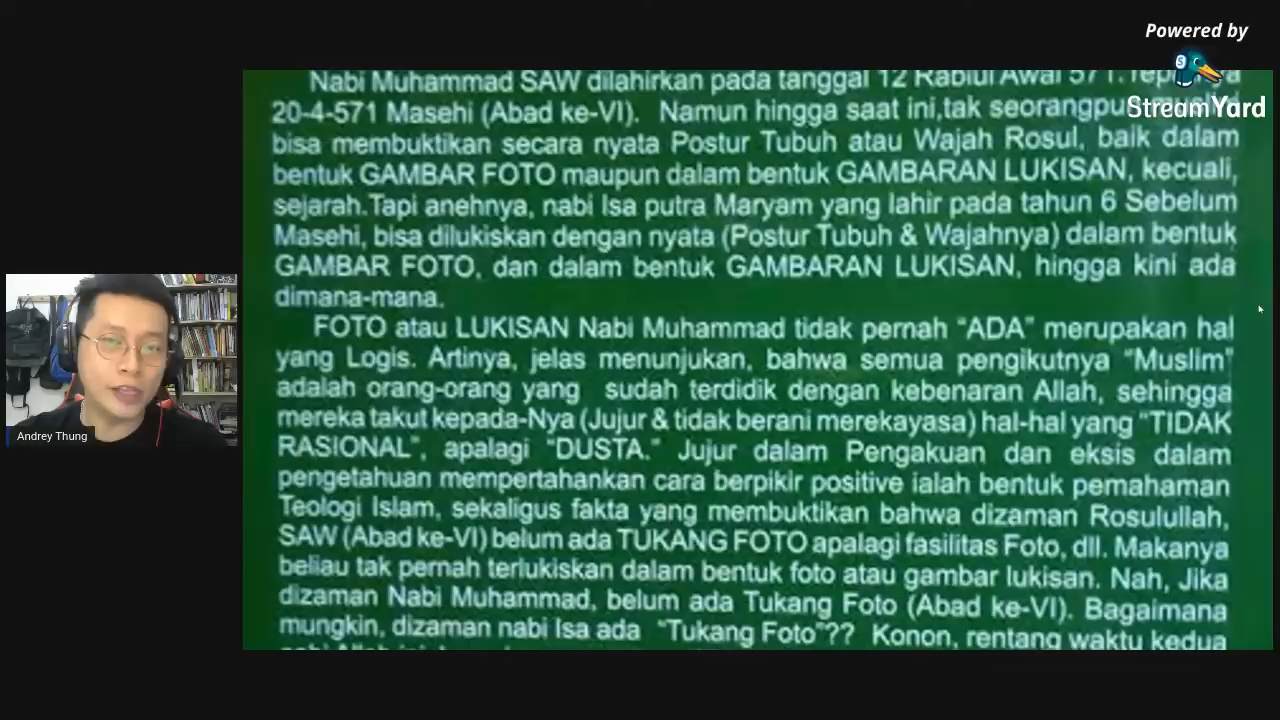 Powered by
StreamYard
Nabi Muhammad SAW dilahirkan pada tanggal 12 Rabiul Awal 571.
20-4-571 Masehi (Abad ke-VI). Namun hingga saat ini,tak
bisa membuktikan secara nyata Postur Tubuh atau Wajah Rosul, baik dalam
bentuk GAMBAR FOTO maupun dalam bentuk GAMBARAN LUKISAN, kecuali,
sejarah.Tapi anehnya, nabi Isa putra Maryam yang lahir pada tahun 6 Sebelum
Masehi, bisa dilukiskan dengan nyata (Postur Tubuh & Wajahnya) dalam bentuk
GAMBAR FOTO, dan dalam bentuk GAMBARAN LUKISAN, hingga kini ada
dimana-mana.
FOTO atau LUKISAN Nabi Muhammad tidak pernah “ADA” merupakan hal
yang Logis. Artinya, jelas menunjukan, bahwa semua pengikutnya “Muslim”
adalah orang-orang yang sudah terdidik dengan kebenaran Allah, sehingga
mereka takut kepada-Nya (Jujur & tidak berani merekayasa) hal-hal yang “TIDAK
RASIONAL”, apalagi “DUSTA.” Jujur dalam Pengakuan dan eksis dalam
pengetahuan mempertahankan cara berpikir positive ialah bentuk pemahaman
Teologi Islam, sekaligus fakta yang membuktikan bahwa dizaman Rosulullah,
SAW (Abad ke-VI) belum ada TUKANG FOTO apalagi fasilitas Foto, dll. Makanya
beliau tak pernah terlukiskan dalam bentuk foto atau gambar lukisan. Nah, Jika
dizaman Nabi Muhammad, belum ada Tukang Foto (Abad ke-VI). Bagaimana
mungkin, dizaman nabi Isa ada “Tukang Foto”?? Konon, rentang waktu kedua
Andrey Thung